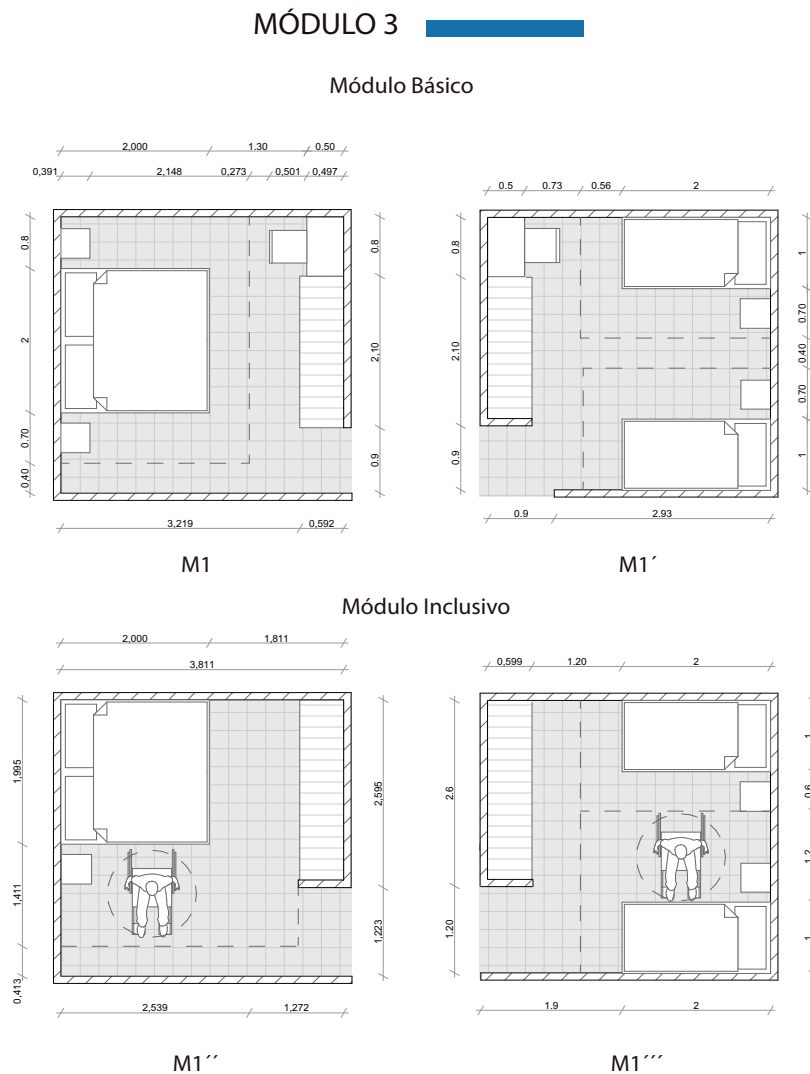 MÓDULO 3
Módulo Básico
2,000 1.30 0.50
0,391 2,148 0,273 0,501 0,497
0.8
2
0.70
0,40
0.8
2,10
0.9
3,219 0,592
M1
0.5 0.73 0.56 2
0.8
2.10
0.9
1
0.70
0.40
0.70
1
0.9 2.93
M1´
Módulo Inclusivo
2,000 1,811
3,811
1,995
1,411
0,413
2,595
1,223
2,539 1,272
M1´´
0,599 1.20 2
2.6
1.20
1
0.6
1.2
1
1.9 2
M1´´´